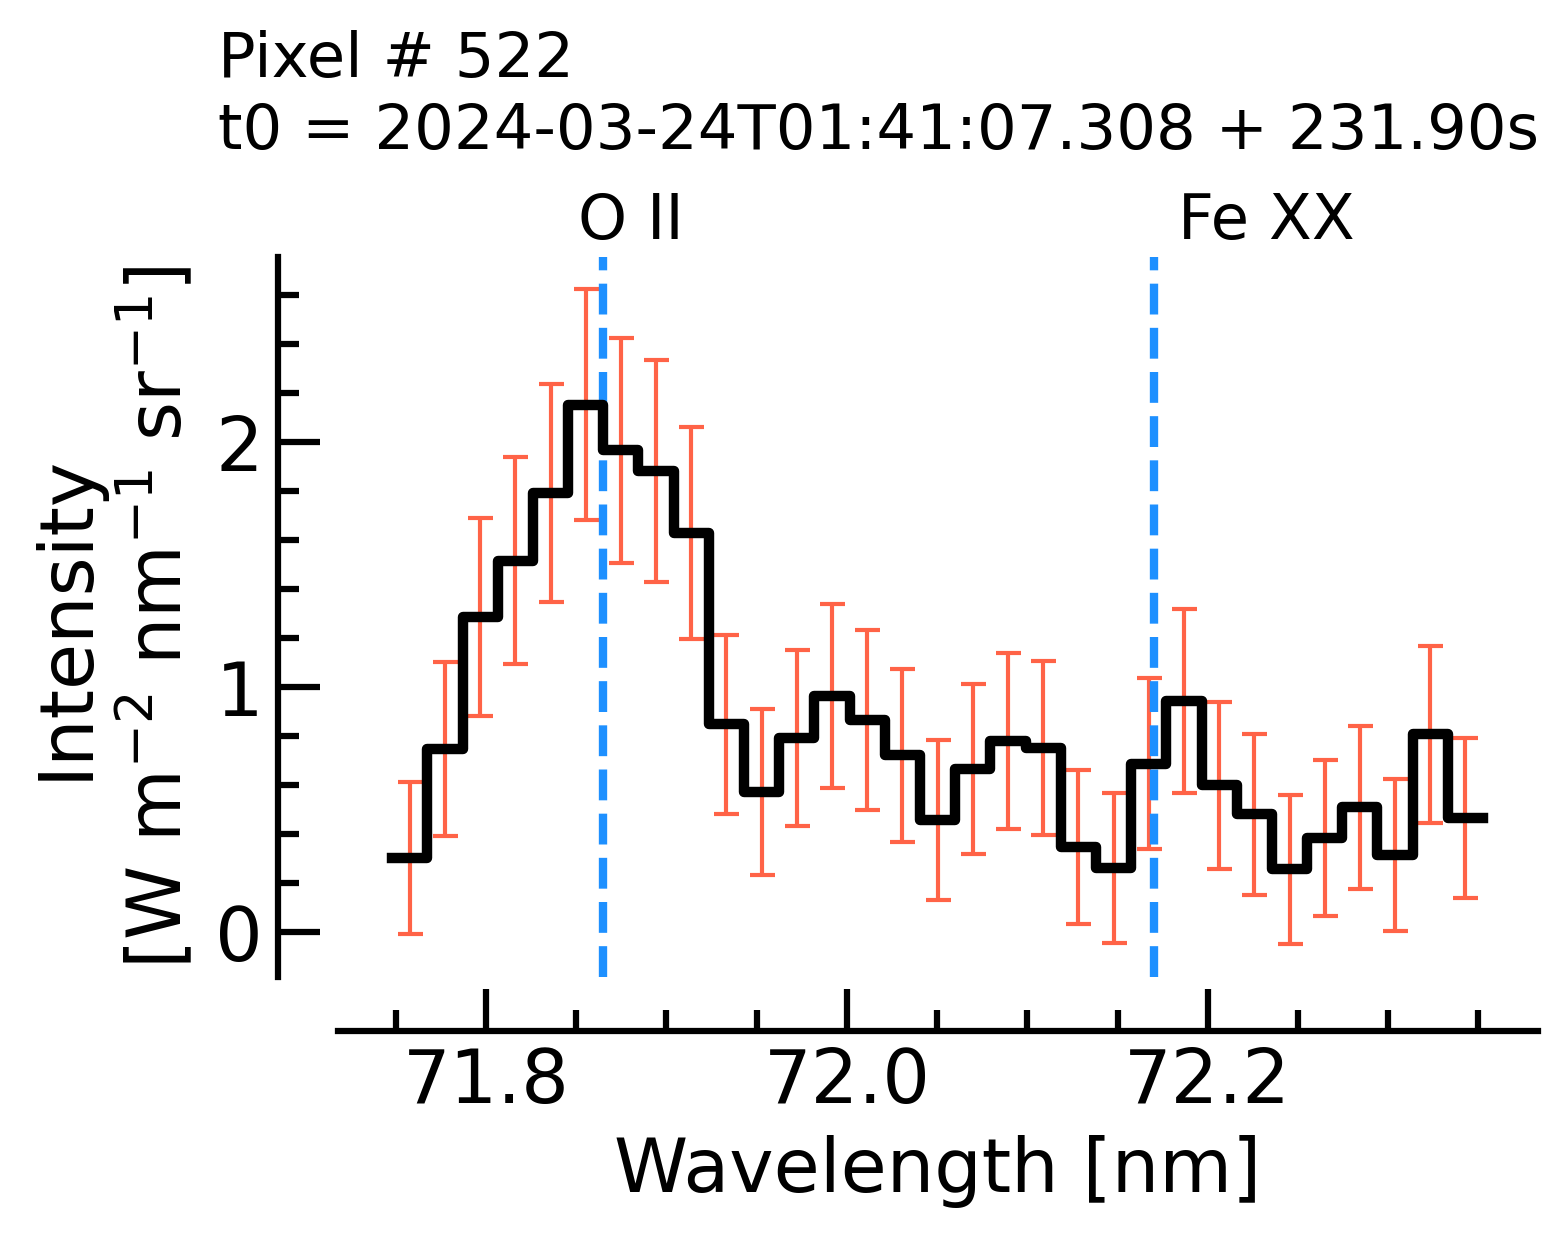 Pixel # 522
t0 = 2024-03-24T01:41:07.308 + 231.90s
O II Fe XX
Intensity
[W m⁻² nm⁻¹ sr⁻¹]
2
1
0
71.8 72.0 72.2
Wavelength [nm]